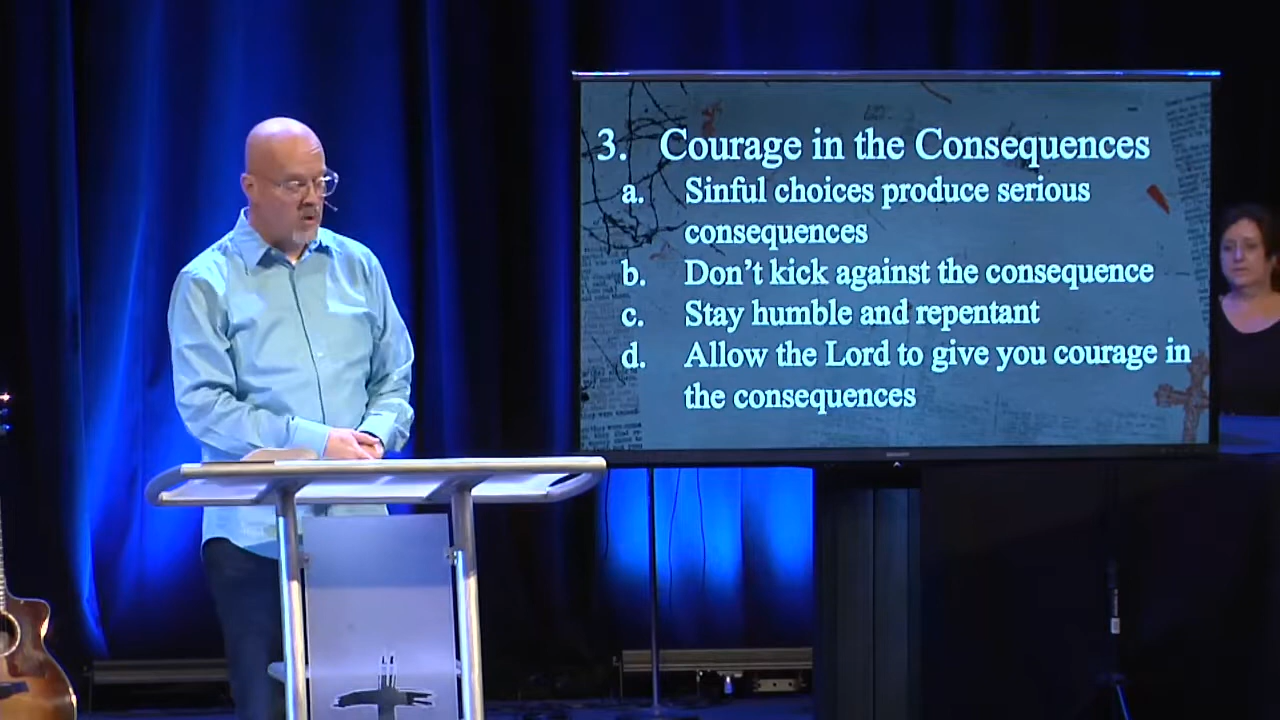 3. Courage in the Consequences
a. Sinful choices produce serious
consequences
b. Don't kick against the consequence
c. Stay humble and repentant
d. Allow the Lord to give you courage in
the consequences